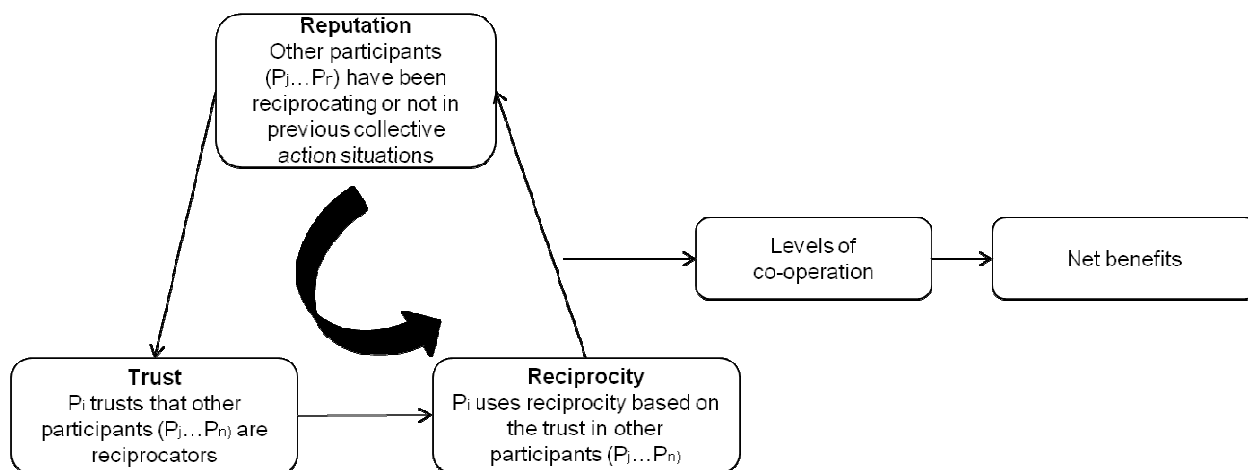 Reputation
Other participants
(Pj…Pr) have been
reciprocating or not in
previous collective
action situations
Levels of
co-operation
Net benefits
Trust
Pi trusts that other
participants (Pj…Pn) are
reciprocators
Reciprocity
Pi uses reciprocity based on
the trust in other
participants (Pj…Pn)